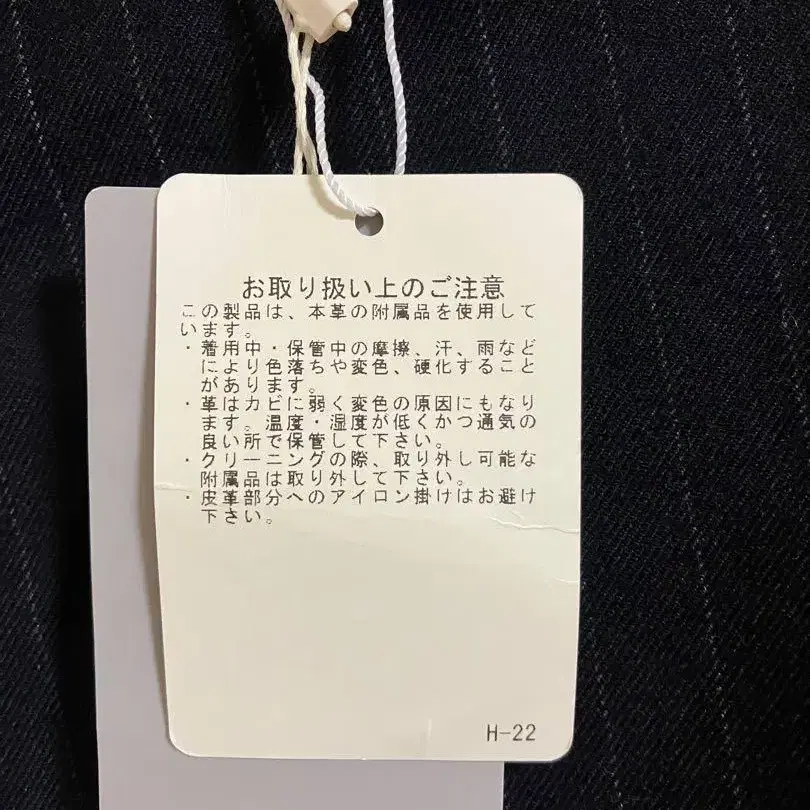 お取り扱い上のご注意
この製品は、本革の附属品を使用して
います。
・着用中・保管中の摩擦、汗、雨など
により色落ちや変色、硬化すること
があります。
・革はカビに弱く変色の原因にもなり
ます。温度・湿度が低くかつ通気の
良い所で保管して下さい。
・クリーニングの際、取り外し可能な
附属品は取り外して下さい。
・皮革部分へのアイロン掛けはお避け
下さい。
H-22